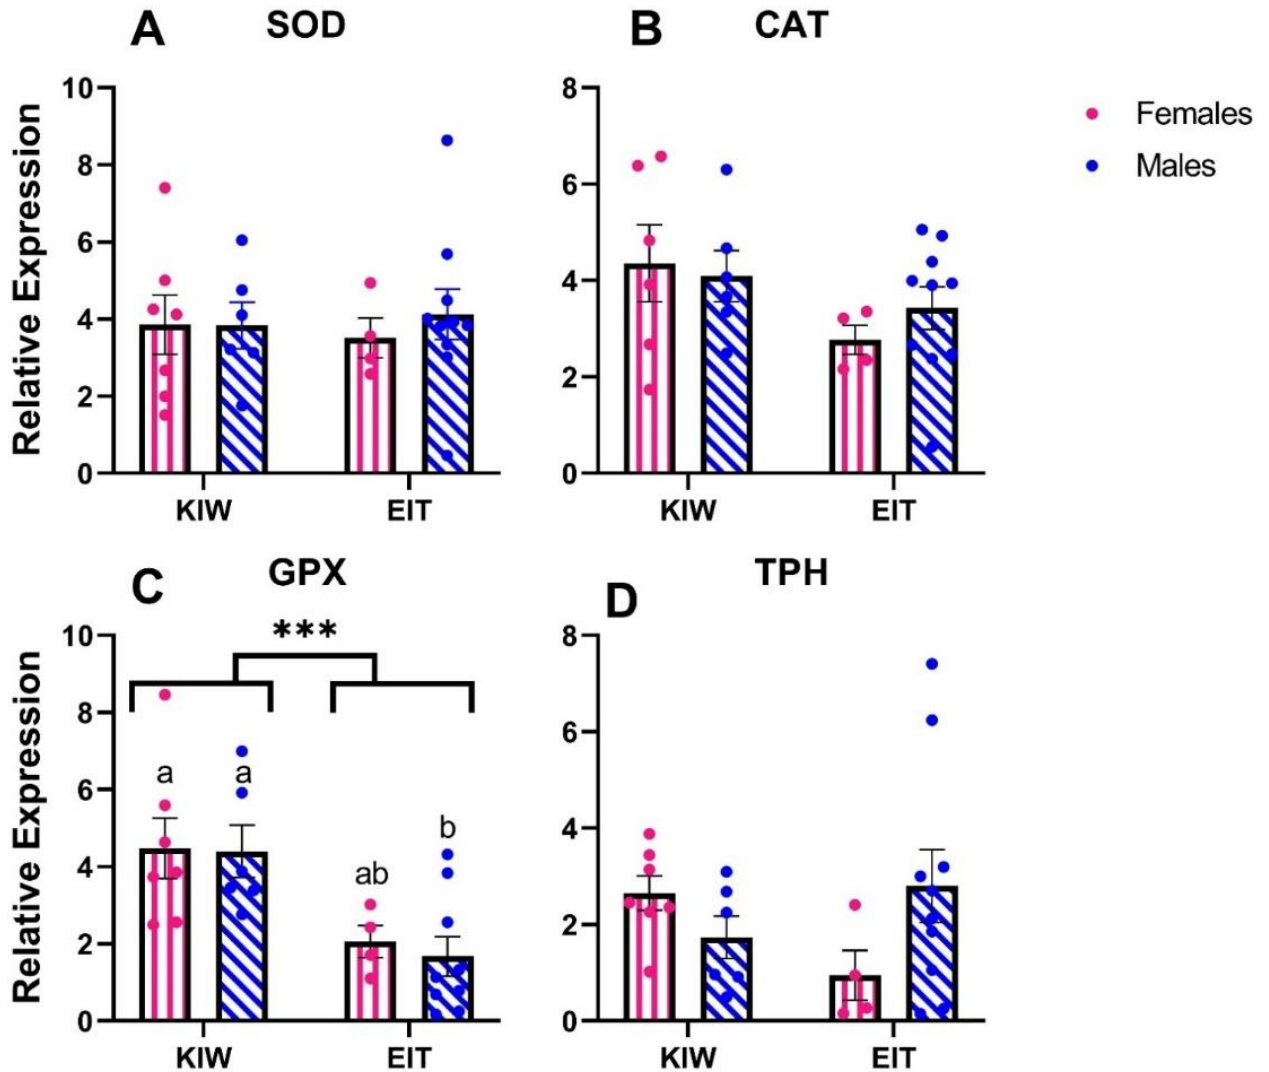 A SOD
B CAT
Females
Males
Relative Expression
10
8
6
4
2
0
KIW EIT
8
6
4
2
0
KIW EIT
C GPX
D TPH
Relative Expression
10
8
6
4
2
0
***
a a ab b
KIW EIT
8
6
4
2
0
KIW EIT